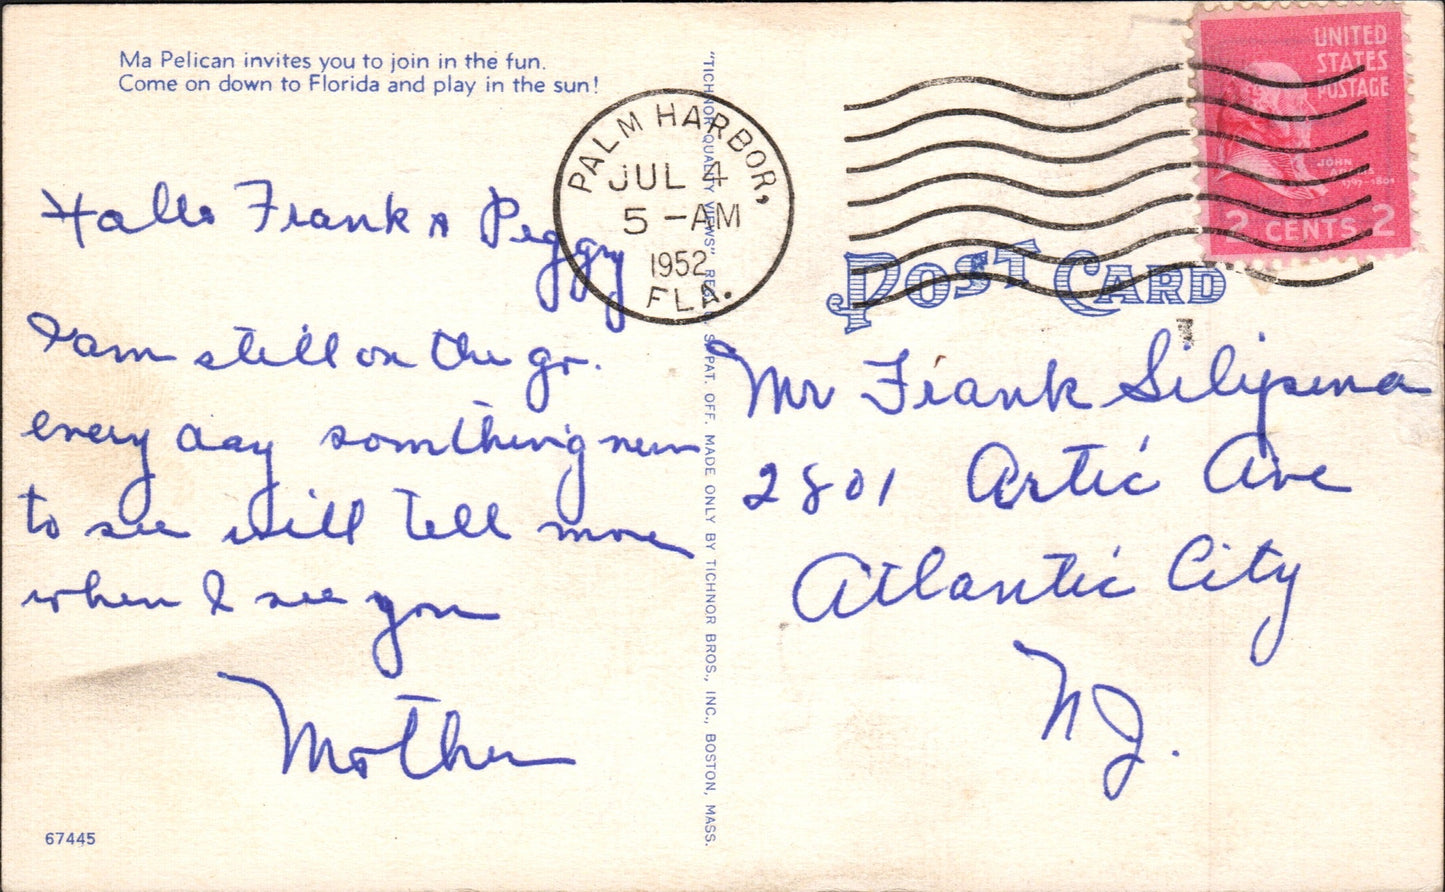 Ma Pelican invites you to join in the fun.
Come on down to Florida and play in the sun!
Hallo Frank & Peggy
I am still on the go.
every day somthing new
to see will tell more
when I see you
Mother
67445
"TICHNOR QUALITY VIEWS" REG. U. S. PAT. OFF. MADE ONLY BY TICHNOR BROS., INC., BOSTON, MASS.
PALM HARBOR,
JUL 4
5 - AM
1952
FLA.
UNITED
STATES
POSTAGE
JOHN
1797-1801
2 CENTS 2
POST CARD
Mr Frank
2801 Artic Ave
Atlantic City
N J.